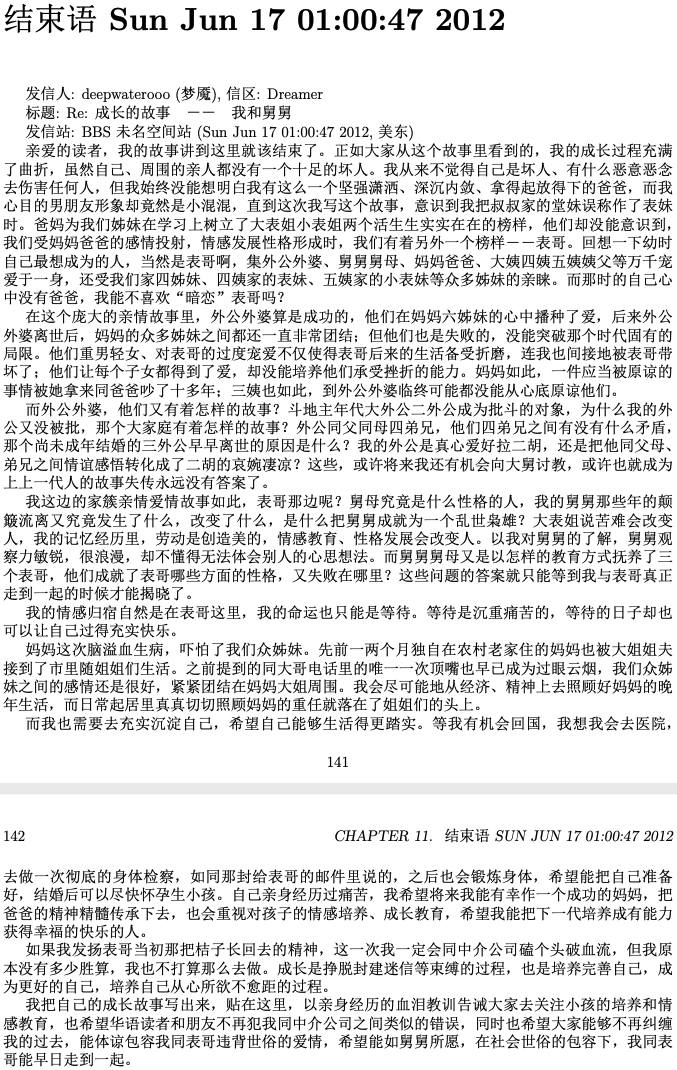 结束语 Sun Jun 17 01:00:47 2012
发信人: deepwaterooo (梦魇), 信区: Dreamer
标题: Re: 成长的故事　－－　我和舅舅
发信站: BBS 未名空间站 (Sun Jun 17 01:00:47 2012, 美东)
亲爱的读者，我的故事讲到这里就该结束了。正如大家从这个故事里看到的，我的成长过程充满
了曲折，虽然自己、周围的亲人都没有一个十足的坏人。我从来不觉得自己是坏人、有什么恶意恶念
去伤害任何人，但我始终没能想明白我有这么一个坚强潇洒、深沉内敛、拿得起放得下的爸爸，而我
心目的男朋友形象却竟然是小混混，直到这次我写这个故事，意识到我把叔叔家的堂妹误称作了表妹
时。爸妈为我们姊妹在学习上树立了大表姐小表姐两个活生生实实在在的榜样，他们却没能意识到，
我们受妈妈爸爸的感情投射，情感发展性格形成时，我们有着另外一个榜样－－表哥。回想一下幼时
自己最想成为的人，当然是表哥啊，集外公外婆、舅舅舅母、妈妈爸爸、大姨四姨五姨姨父等万千宠
爱于一身，还受我们家四姊妹、四姨家的表妹、五姨家的小表妹等众多姊妹的亲睐。而那时的自己心
中没有爸爸，我能不喜欢“暗恋”表哥吗？
在这个庞大的亲情故事里，外公外婆算是成功的，他们在妈妈六姊妹的心中播种了爱，后来外公
外婆离世后，妈妈的众多姊妹之间都还一直非常团结；但他们也是失败的，没能突破那个时代固有的
局限。他们重男轻女、对表哥的过度宠爱不仅使得表哥后来的生活备受折磨，连我也间接地被表哥带
坏了；他们让每个子女都得到了爱，却没能培养他们承受挫折的能力。妈妈如此，一件应当被原谅的
事情被她拿来同爸爸吵了十多年；三姨也如此，到外公外婆临终可能都没能从心底原谅他们。
而外公外婆，他们又有着怎样的故事？斗地主年代大外公二外公成为批斗的对象，为什么我的外
公又没被批，那个大家庭有着怎样的故事？外公同父同母四弟兄，他们四弟兄之间有没有什么矛盾，
那个尚未成年结婚的三外公早早离世的原因是什么？我的外公是真心爱好拉二胡，还是把他同父母、
弟兄之间情谊感悟转化成了二胡的哀婉凄凉？这些，或许将来我还有机会向大舅讨教，或许也就成为
上上一代人的故事失传永远没有答案了。
我这边的家簇亲情爱情故事如此，表哥那边呢？舅母究竟是什么性格的人，我的舅舅那些年的颠
簸流离又究竟发生了什么，改变了什么，是什么把舅舅成就为一个乱世枭雄？大表姐说苦难会改变
人，我的记忆经历里，劳动是创造美的，情感教育、性格发展会改变人。以我对舅舅的了解，舅舅观
察力敏锐，很浪漫，却不懂得无法体会别人的心思想法。而舅舅舅母又是以怎样的教育方式抚养了三
个表哥，他们成就了表哥哪些方面的性格，又失败在哪里？这些问题的答案就只能等到我与表哥真正
走到一起的时候才能揭晓了。
我的情感归宿自然是在表哥这里，我的命运也只能是等待。等待是沉重痛苦的，等待的日子却也
可以让自己过得充实快乐。
妈妈这次脑溢血生病，吓怕了我们众姊妹。先前一两个月独自在农村老家住的妈妈也被大姐姐夫
接到了市里随姐姐们生活。之前提到的同大哥电话里的唯一一次顶嘴也早已成为过眼云烟，我们众姊
妹之间的感情还是很好，紧紧团结在妈妈大姐周围。我会尽可能地从经济、精神上去照顾好妈妈的晚
年生活，而日常起居里真真切切照顾妈妈的重任就落在了姐姐们的头上。
而我也需要去充实沉淀自己，希望自己能够生活得更踏实。等我有机会回国，我想我会去医院，
141
142 CHAPTER 11. 结束语 SUN JUN 17 01:00:47 2012
去做一次彻底的身体检察，如同那封给表哥的邮件里说的，之后也会锻炼身体，希望能把自己准备
好，结婚后可以尽快怀孕生小孩。自己亲身经历过痛苦，我希望将来我能有幸作一个成功的妈妈，把
爸爸的精神精髓传承下去，也会重视对孩子的情感培养、成长教育，希望我能把下一代培养成有能力
获得幸福的快乐的人。
如果我发扬表哥当初那把桔子长回去的精神，这一次我一定会同中介公司磕个头破血流，但我原
本没有多少胜算，我也不打算那么去做。成长是挣脱封建迷信等束缚的过程，也是培养完善自己，成
为更好的自己，培养自己从心所欲不愈距的过程。
我把自己的成长故事写出来，贴在这里，以亲身经历的血泪教训告诫大家去关注小孩的培养和情
感教育，也希望华语读者和朋友不再犯我同中介公司之间类似的错误，同时也希望大家能够不再纠缠
我的过去，能体谅包容我同表哥违背世俗的爱情，希望能如舅舅所愿，在社会世俗的包容下，我同表
哥能早日走到一起。